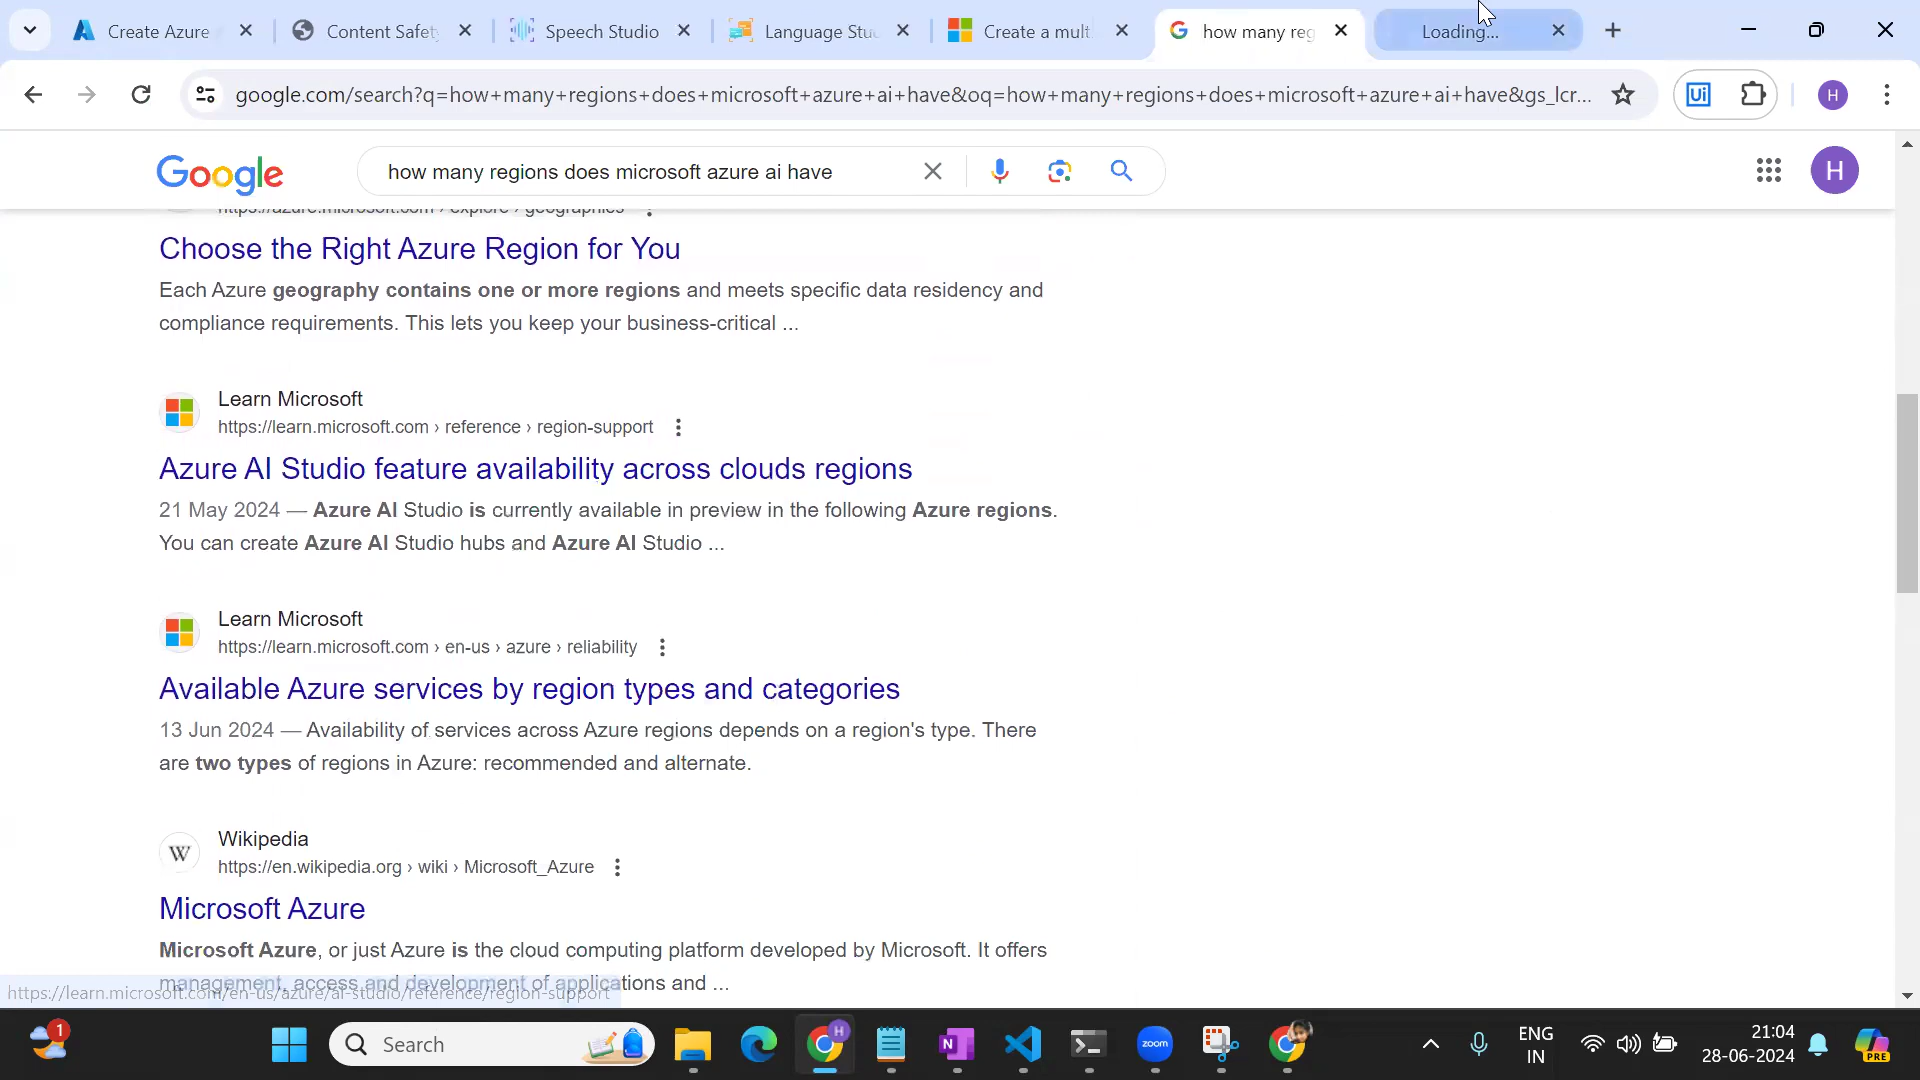 Create Azure
Content Safet
Speech Studio
Language Stu
Create a mult
how many reg
Loading...
google.com/search?q=how+many+regions+does+microsoft+azure+ai+have&oq=how+many+regions+does+microsoft+azure+ai+have&gs_lcr...
Ui
H
Google
how many regions does microsoft azure ai have
H
https://azure.microsoft.com › explore › geographies
Choose the Right Azure Region for You
Each Azure geography contains one or more regions and meets specific data residency and
compliance requirements. This lets you keep your business-critical ...
Learn Microsoft
https://learn.microsoft.com › reference › region-support
Azure AI Studio feature availability across clouds regions
21 May 2024 — Azure AI Studio is currently available in preview in the following Azure regions.
You can create Azure AI Studio hubs and Azure AI Studio ...
Learn Microsoft
https://learn.microsoft.com › en-us › azure › reliability
Available Azure services by region types and categories
13 Jun 2024 — Availability of services across Azure regions depends on a region's type. There
are two types of regions in Azure: recommended and alternate.
W
Wikipedia
https://en.wikipedia.org › wiki › Microsoft_Azure
Microsoft Azure
Microsoft Azure, or just Azure is the cloud computing platform developed by Microsoft. It offers
management, access and development of applications and ...
https://learn.microsoft.com/en-us/azure/ai-studio/reference/region-support
1
Search
H
N
zoom
ENG
IN
21:04
28-06-2024
PRE